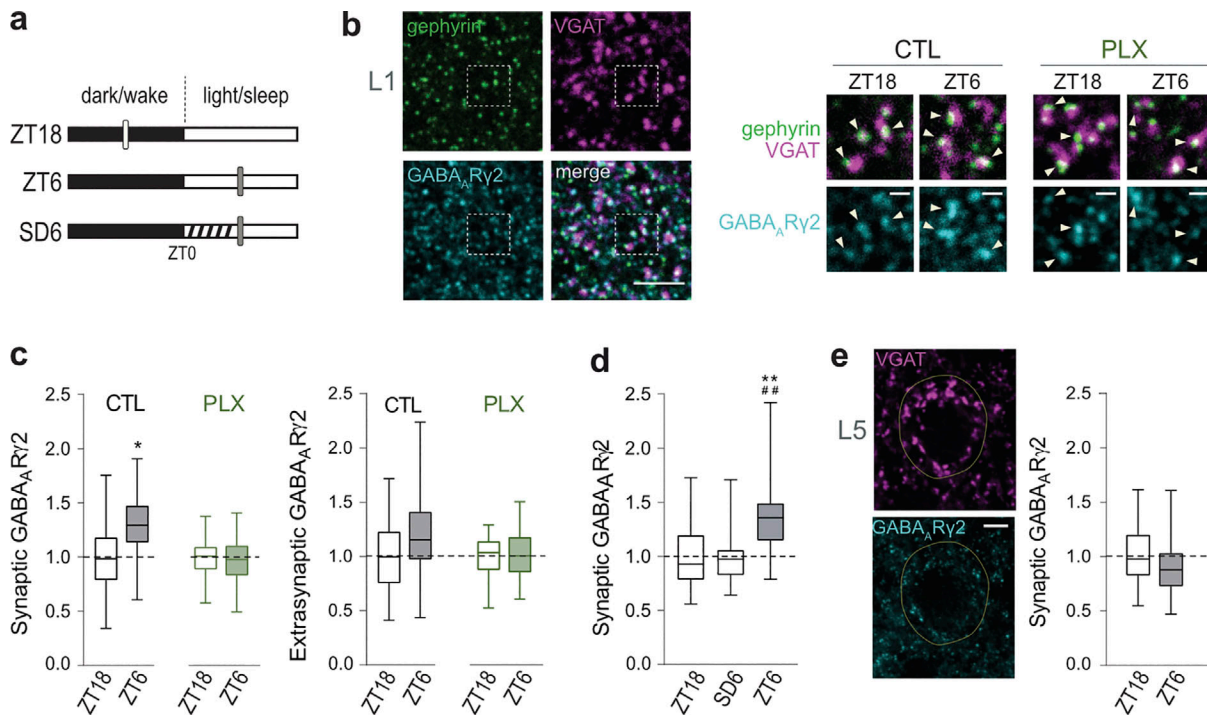 a
dark/wake
light/sleep
ZT18
ZT6
SD6
ZT0
b
L1
gephyrin
VGAT
GABAARγ2
merge
CTL
PLX
ZT18 ZT6 ZT18 ZT6
gephyrin
VGAT
GABAARγ2
c
Synaptic GABAARγ2
2.5
2.0
1.5
1.0
0.5
0.0
CTL
PLX
*
ZT18 ZT6 ZT18 ZT6
Extrasynaptic GABAARγ2
2.5
2.0
1.5
1.0
0.5
0.0
CTL
PLX
ZT18 ZT6 ZT18 ZT6
d
Synaptic GABAARγ2
2.5
2.0
1.5
1.0
0.5
0.0
**
##
ZT18 SD6 ZT6
e
L5
VGAT
GABAARγ2
Synaptic GABAARγ2
2.5
2.0
1.5
1.0
0.5
0.0
ZT18 ZT6